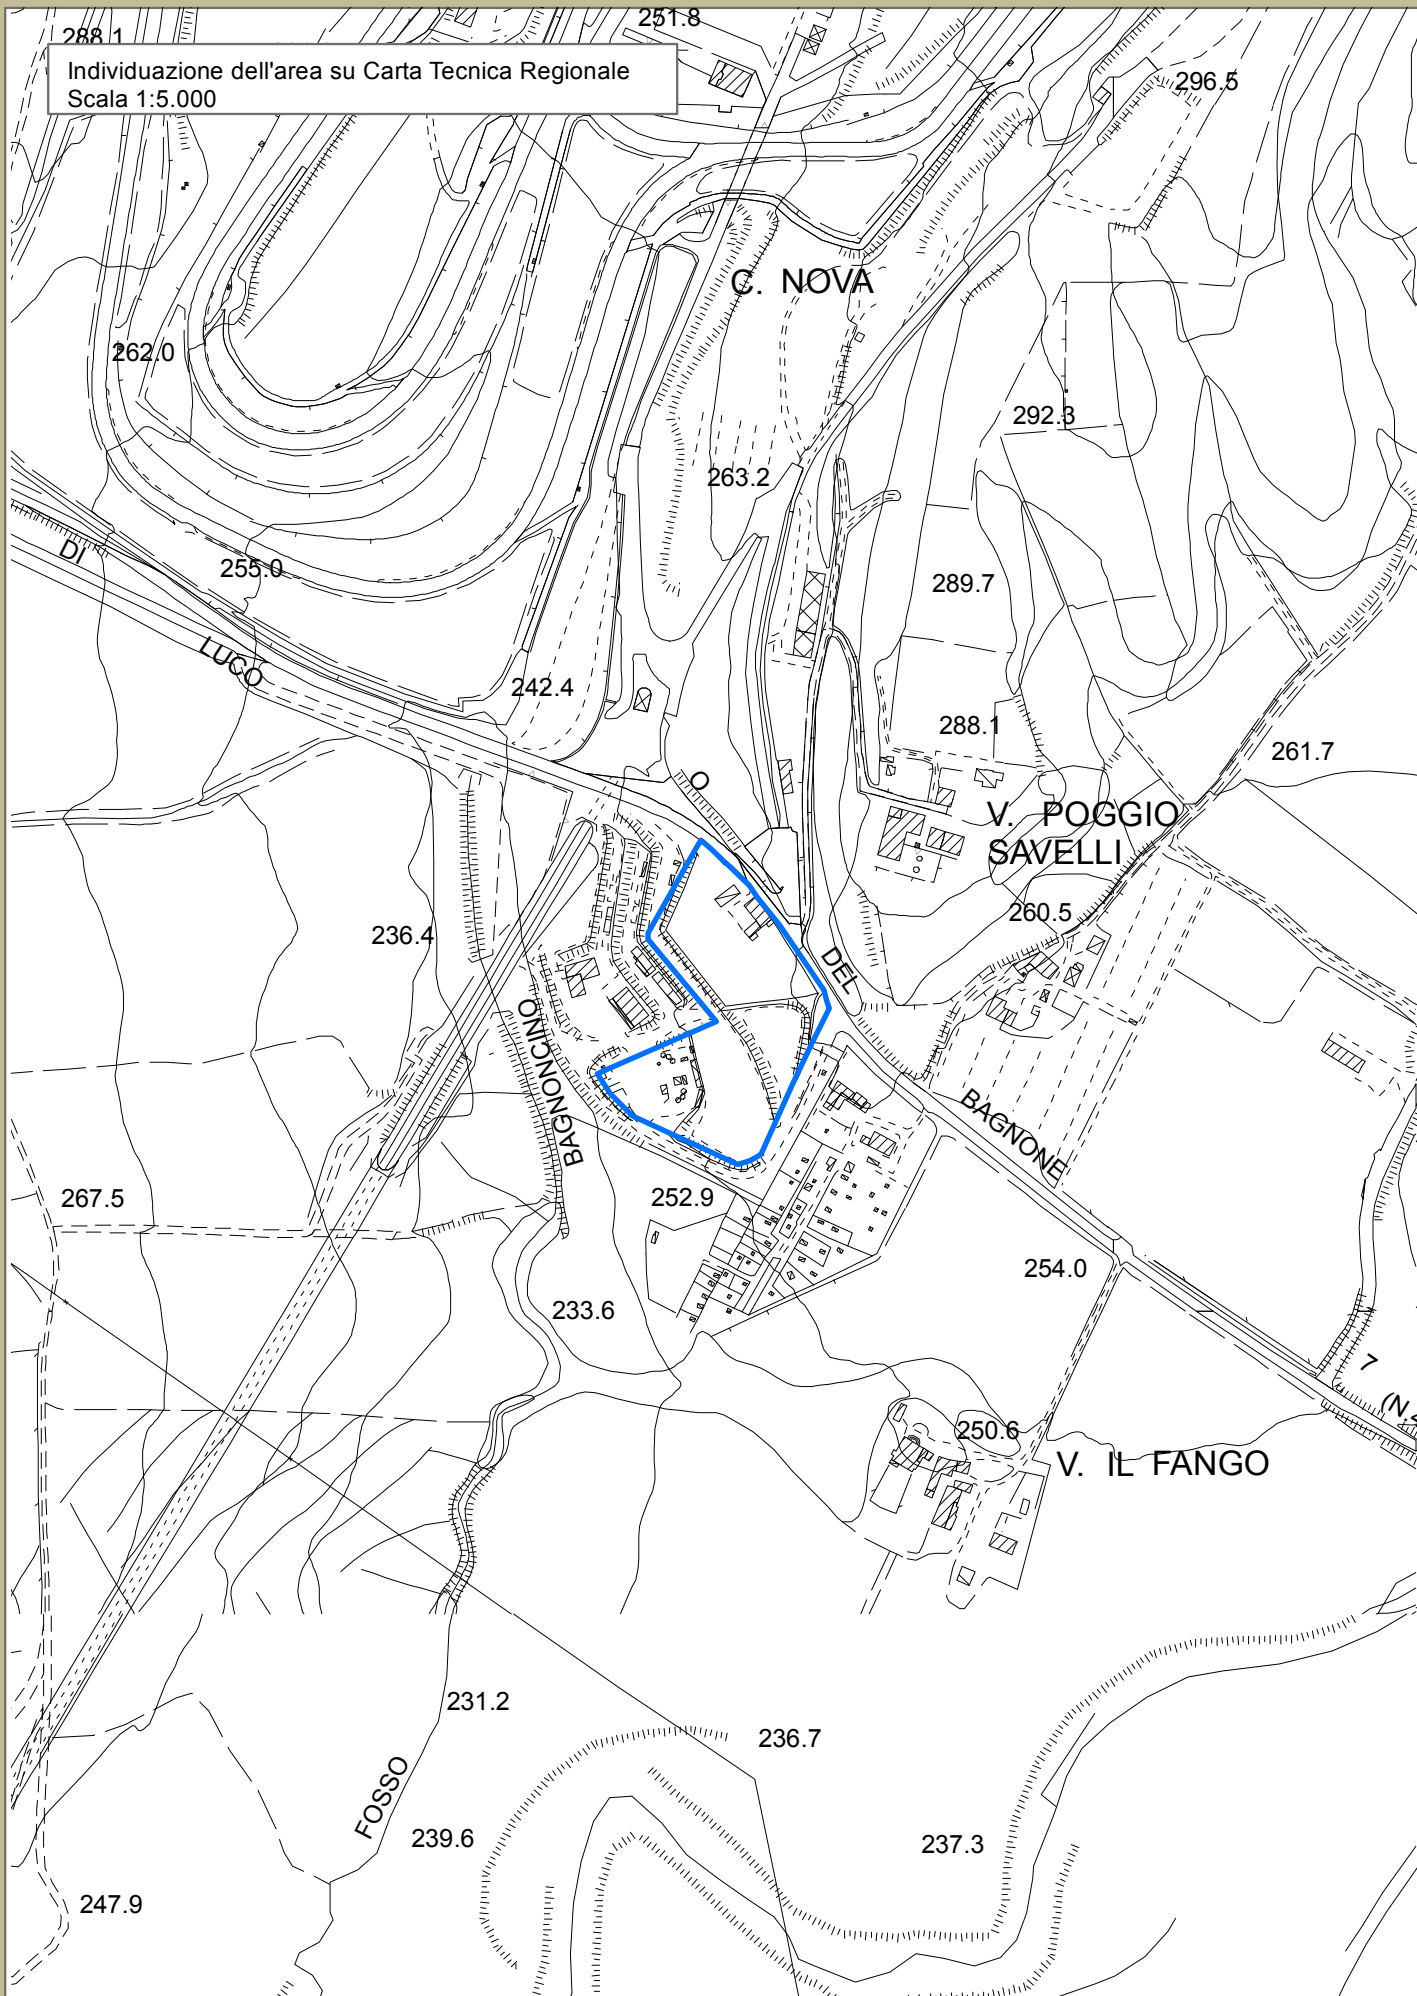 251.8
288.1
Individuazione dell'area su Carta Tecnica Regionale
Scala 1:5.000
296.5
C. NOVA
262.0
292.3
263.2
DI
255.0
289.7
LUCO
242.4
288.1
261.7
O
V. POGGIO
SAVELLI
260.5
236.4
DEL
BAGNONCINO
BAGNONE
267.5
252.9
254.0
233.6
7
250.6
V. IL FANGO
231.2
236.7
FOSSO
239.6
237.3
247.9